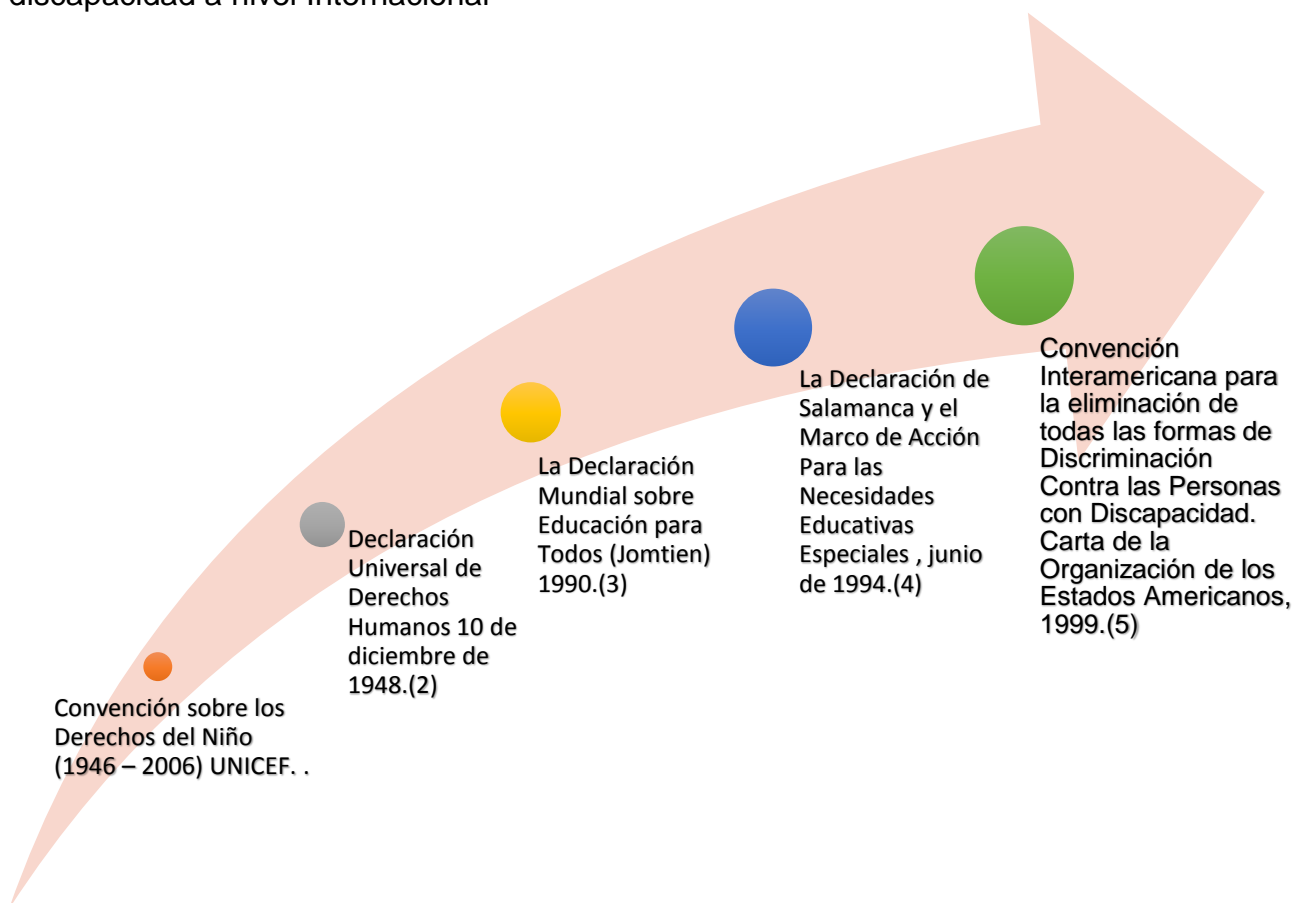 discapacidad a nivel Internacional
Convención sobre los
Derechos del Niño
(1946 – 2006) UNICEF. .
Declaración
Universal de
Derechos
Humanos 10 de
diciembre de
1948.(2)
La Declaración
Mundial sobre
Educación para
Todos (Jomtien)
1990.(3)
La Declaración de
Salamanca y el
Marco de Acción
Para las
Necesidades
Educativas
Especiales , junio
de 1994.(4)
Convención
Interamericana para
la eliminación de
todas las formas de
Discriminación
Contra las Personas
con Discapacidad.
Carta de la
Organización de los
Estados Americanos,
1999.(5)